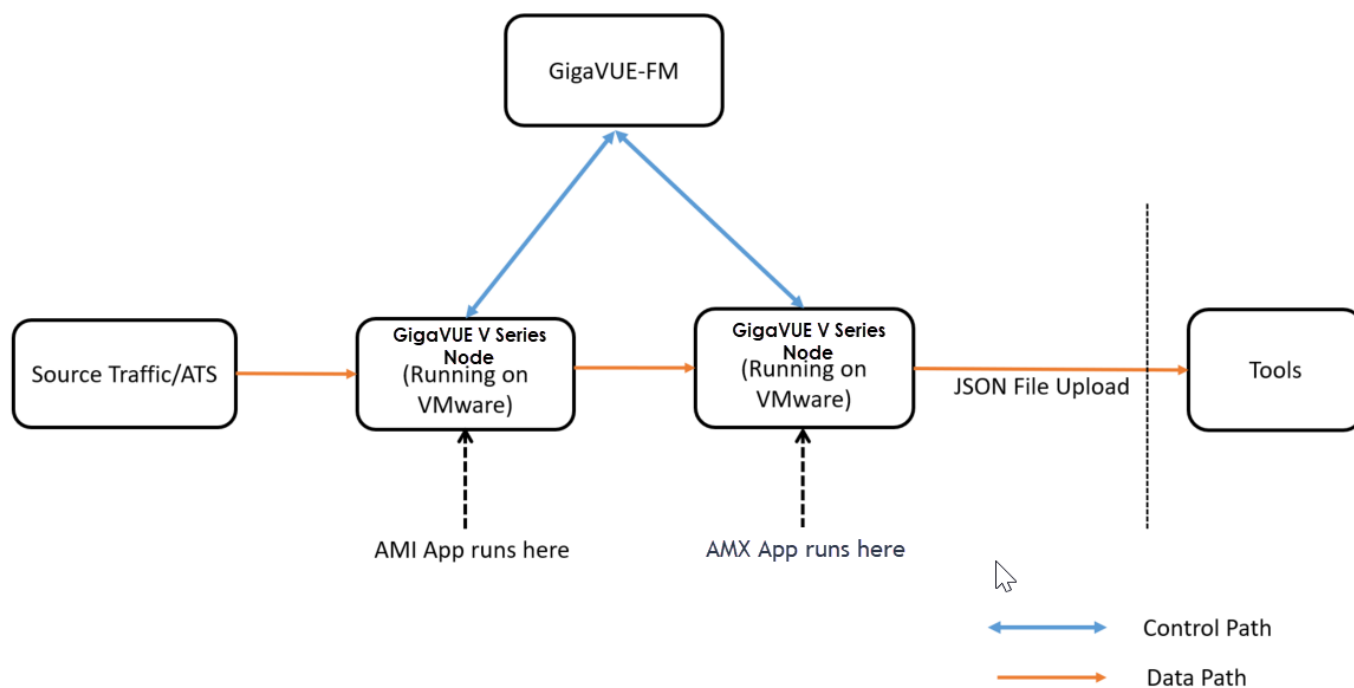 GigaVUE-FM
Source Traffic/ATS
GigaVUE V Series
Node
(Running on
VMware)
GigaVUE V Series
Node
(Running on
VMware)
JSON File Upload
Tools
AMI App runs here
AMX App runs here
Control Path
Data Path